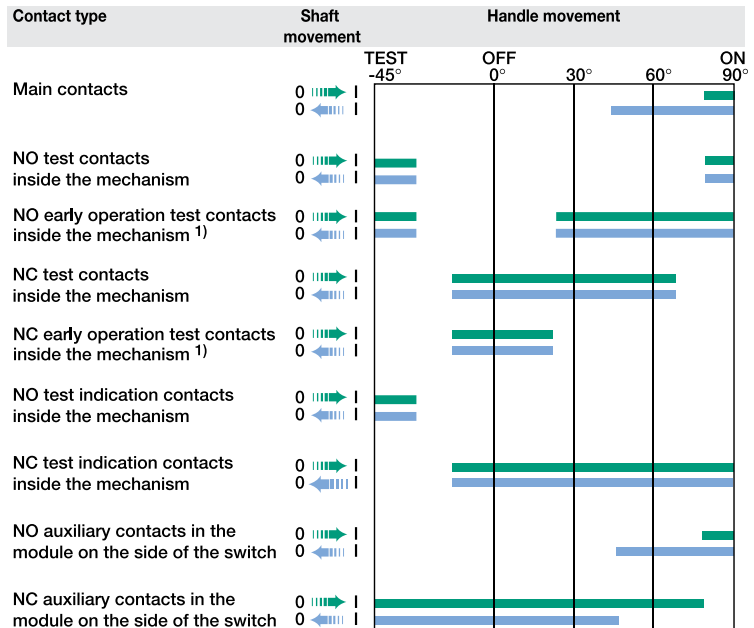 Contact type Shaft movement Handle movement
TEST OFF ON
-45° 0° 30° 60° 90°
Main contacts 0 I
0 I
NO test contacts 0 I
inside the mechanism 0 I
NO early operation test contacts 0 I
inside the mechanism 1) 0 I
NC test contacts 0 I
inside the mechanism 0 I
NC early operation test contacts 0 I
inside the mechanism 1) 0 I
NO test indication contacts 0 I
inside the mechanism 0 I
NC test indication contacts 0 I
inside the mechanism 0 I
NO auxiliary contacts in the 0 I
module on the side of the switch 0 I
NC auxiliary contacts in the 0 I
module on the side of the switch 0 I